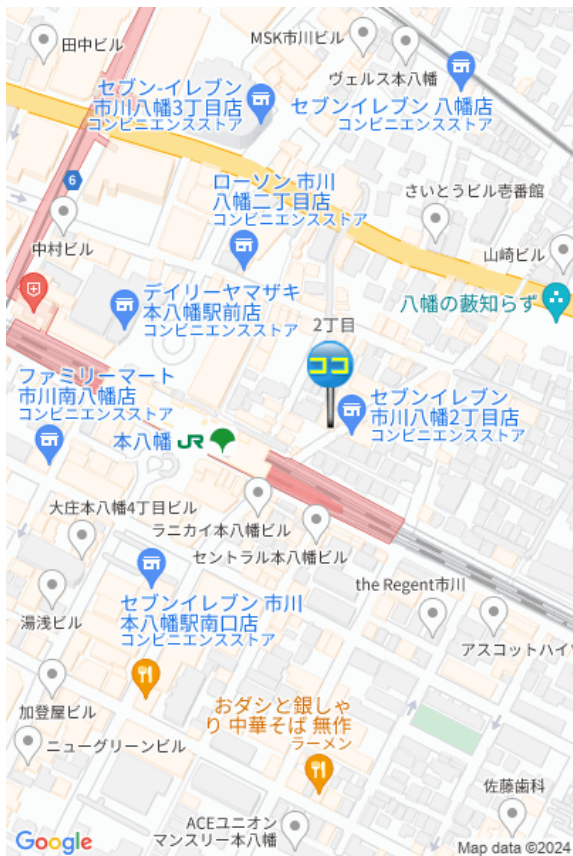 田中ビル
MSK市川ビル
ヴェルス本八幡
セブン-イレブン
市川八幡3丁目店
コンビニエンスストア
セブンイレブン 八幡店
コンビニエンスストア
6
ローソン 市川
八幡二丁目店
コンビニエンスストア
さいとうビル壱番館
中村ビル
山崎ビル
デイリーヤマザキ
本八幡駅前店
コンビニエンスストア
八幡の藪知らず
2丁目
ココ
ファミリーマート
市川南八幡店
コンビニエンスストア
セブンイレブン
市川八幡2丁目店
コンビニエンスストア
本八幡 JR
大庄本八幡4丁目ビル
ラニカイ本八幡ビル
セントラル本八幡ビル
the Regent市川
セブンイレブン 市川
本八幡駅南口店
コンビニエンスストア
湯浅ビル
アスコットハイツ
加登屋ビル
おダシと銀しゃ
り 中華そば 無作
ラーメン
ニューグリーンビル
佐藤歯科
ACEユニオン
マンスリー本八幡
Google
Map data ©2024